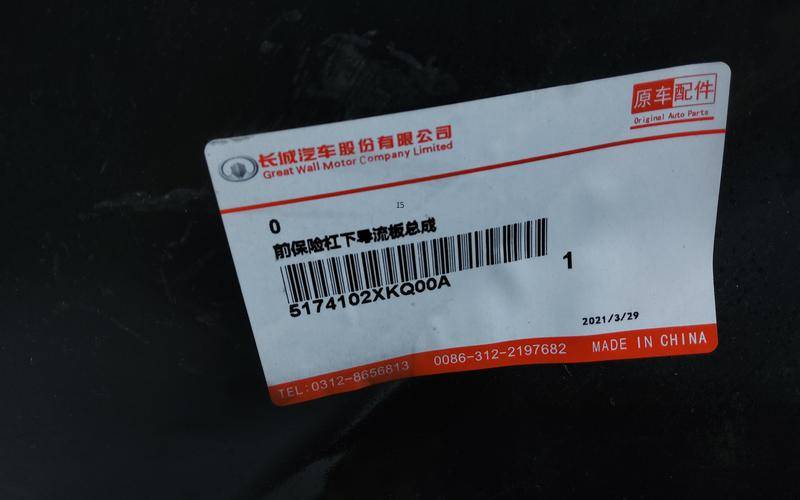 长城汽车股份有限公司
Great Wall Motor Company Limited
原车配件
Original Auto Parts
IS
0
前保险杠下导流板总成
5174102XKQ00A
1
2021/3/29
TEL:0312-8656813 0086-312-2197682 MADE IN CHINA